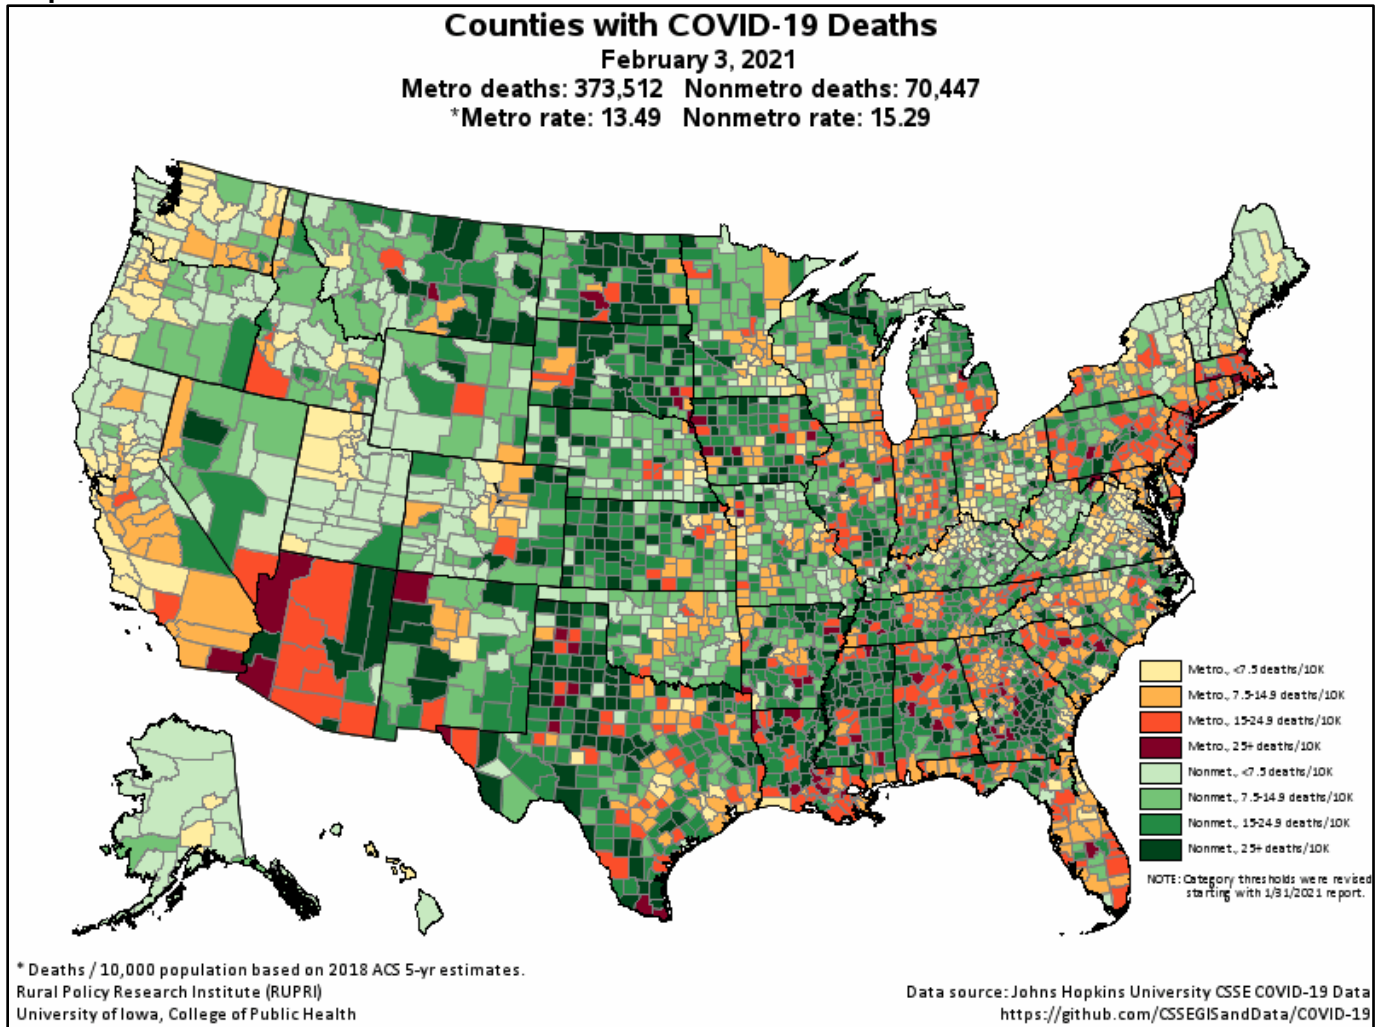 Counties with COVID-19 Deaths
February 3, 2021
Metro deaths: 373,512 Nonmetro deaths: 70,447
*Metro rate: 13.49 Nonmetro rate: 15.29
Metro., <7.5 deaths/10K
Metro., 7.5-14.9 deaths/10K
Metro., 15-24.9 deaths/10K
Metro., 25+ deaths/10K
Nonmet., <7.5 deaths/10K
Nonmet., 7.5-14.9 deaths/10K
Nonmet., 15-24.9 deaths/10K
Nonmet., 25+ deaths/10K
NOTE: Category thresholds were revised
starting with 1/31/2021 report.
* Deaths / 10,000 population based on 2018 ACS 5-yr estimates.
Rural Policy Research Institute (RUPRI)
University of Iowa, College of Public Health
Data source: Johns Hopkins University CSSE COVID-19 Data
https://github.com/CSSEGISandData/COVID-19